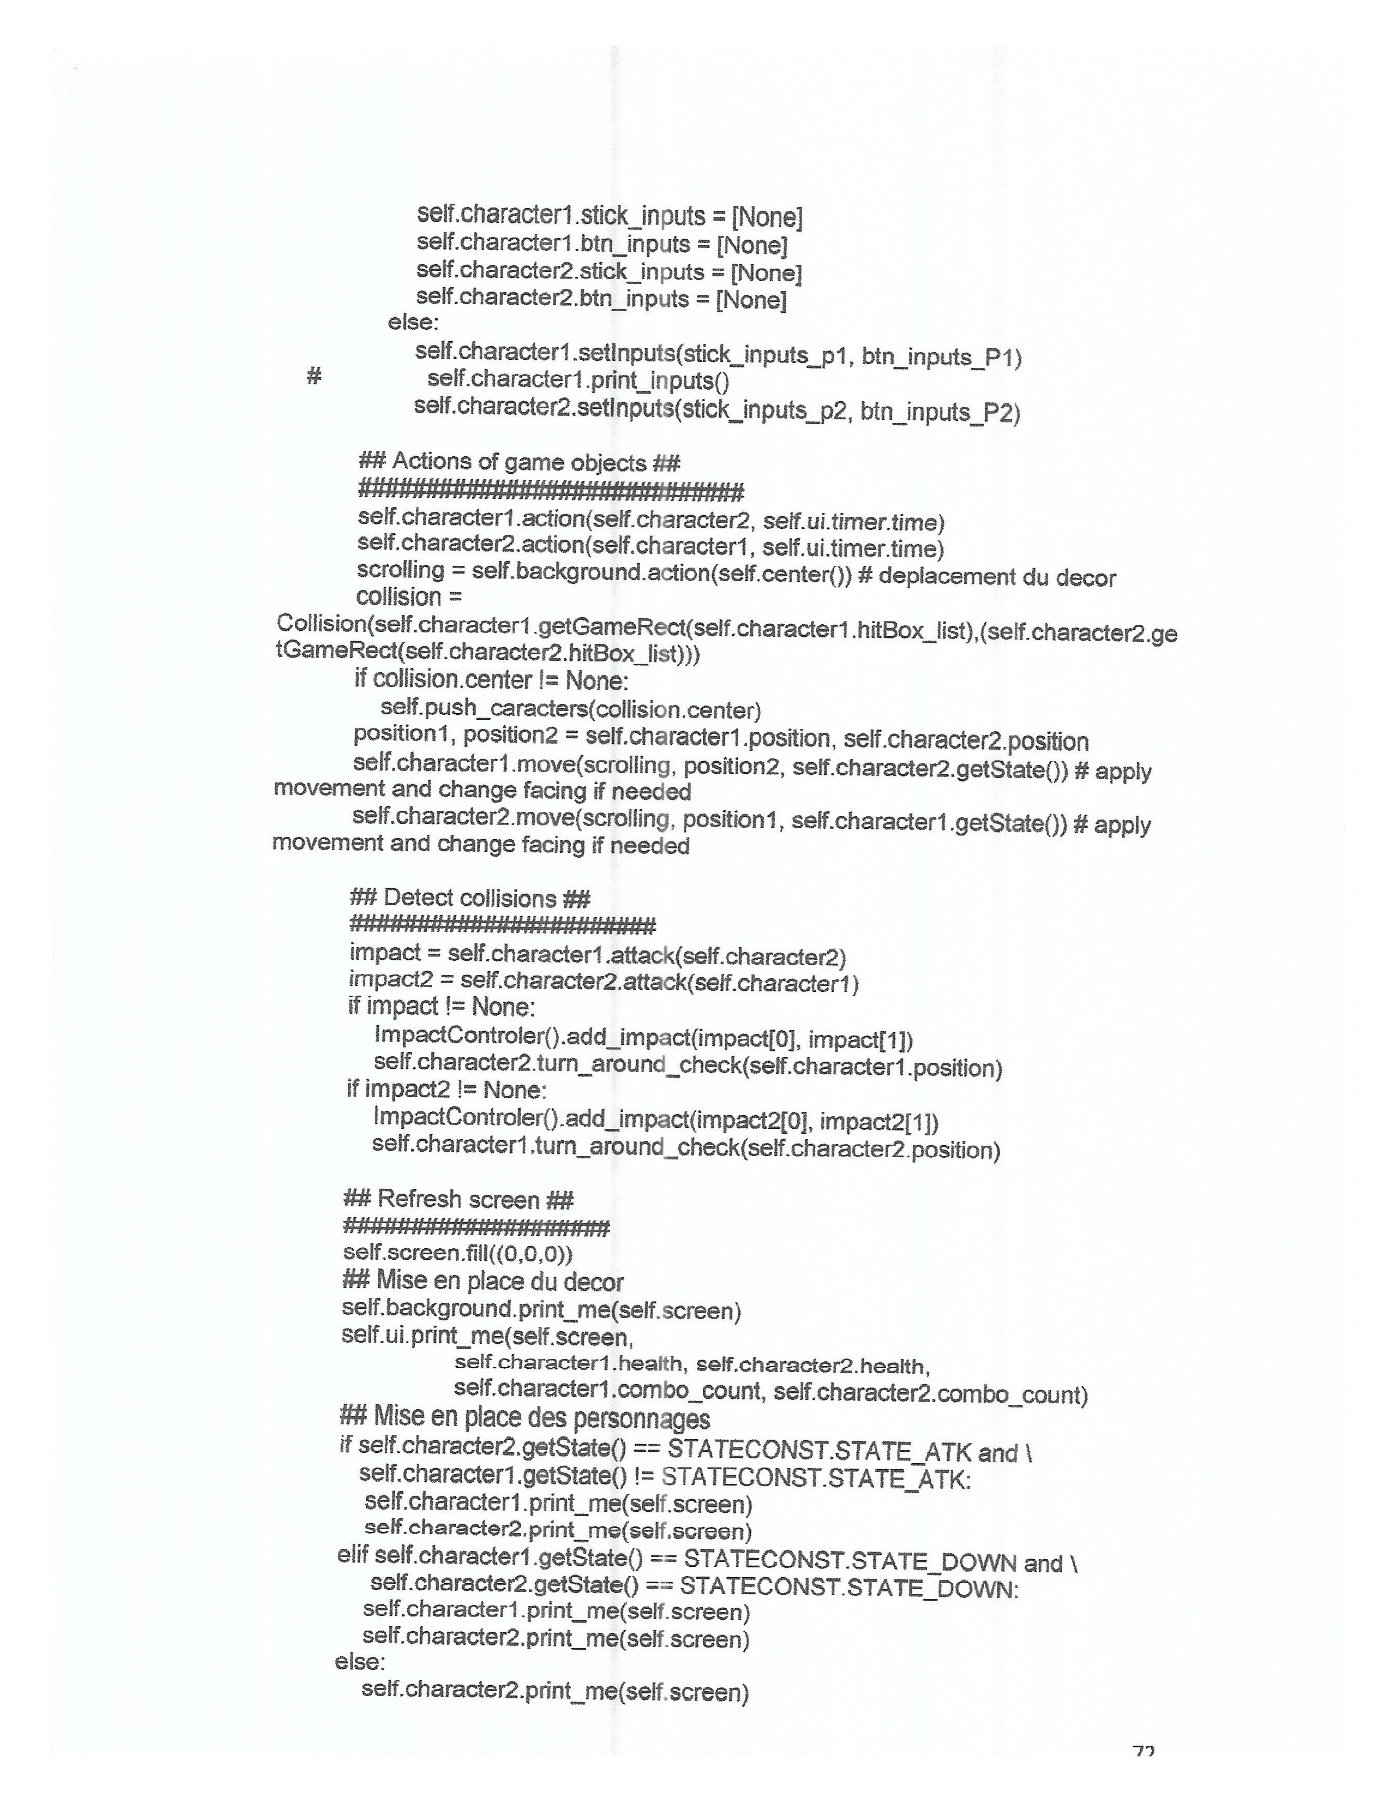 self.character1.stick_inputs = [None]
self.character1.btn_inputs = [None]
self.character2.stick_inputs = [None]
self.character2.btn_inputs = [None]
else:
self.character1.setInputs(stick_inputs_p1, btn_inputs_P1)
# self.character1.print_inputs()
self.character2.setInputs(stick_inputs_p2, btn_inputs_P2)
## Actions of game objects ##
#############################
self.character1.action(self.character2, self.ui.timer.time)
self.character2.action(self.character1, self.ui.timer.time)
scrolling = self.background.action(self.center()) # deplacement du decor
collision =
Collision(self.character1.getGameRect(self.character1.hitBox_list),(self.character2.ge
tGameRect(self.character2.hitBox_list)))
if collision.center != None:
self.push_caracters(collision.center)
position1, position2 = self.character1.position, self.character2.position
self.character1.move(scrolling, position2, self.character2.getState()) # apply
movement and change facing if needed
self.character2.move(scrolling, position1, self.character1.getState()) # apply
movement and change facing if needed
## Detect collisions ##
#######################
impact = self.character1.attack(self.character2)
impact2 = self.character2.attack(self.character1)
if impact != None:
ImpactControler().add_impact(impact[0], impact[1])
self.character2.turn_around_check(self.character1.position)
if impact2 != None:
ImpactControler().add_impact(impact2[0], impact2[1])
self.character1.turn_around_check(self.character2.position)
## Refresh screen ##
####################
self.screen.fill((0,0,0))
## Mise en place du decor
self.background.print_me(self.screen)
self.ui.print_me(self.screen,
self.character1.health, self.character2.health,
self.character1.combo_count, self.character2.combo_count)
## Mise en place des personnages
if self.character2.getState() == STATECONST.STATE_ATK and \
self.character1.getState() != STATECONST.STATE_ATK:
self.character1.print_me(self.screen)
self.character2.print_me(self.screen)
elif self.character1.getState() == STATECONST.STATE_DOWN and \
self.character2.getState() == STATECONST.STATE_DOWN:
self.character1.print_me(self.screen)
self.character2.print_me(self.screen)
else:
self.character2.print_me(self.screen)